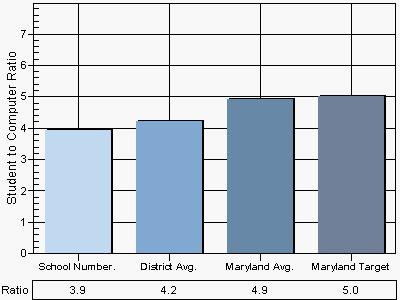 Student to Computer Ratio
7
6
5
4
3
2
1
0
School Number. District Avg. Maryland Avg. Maryland Target
Ratio 3.9 4.2 4.9 5.0